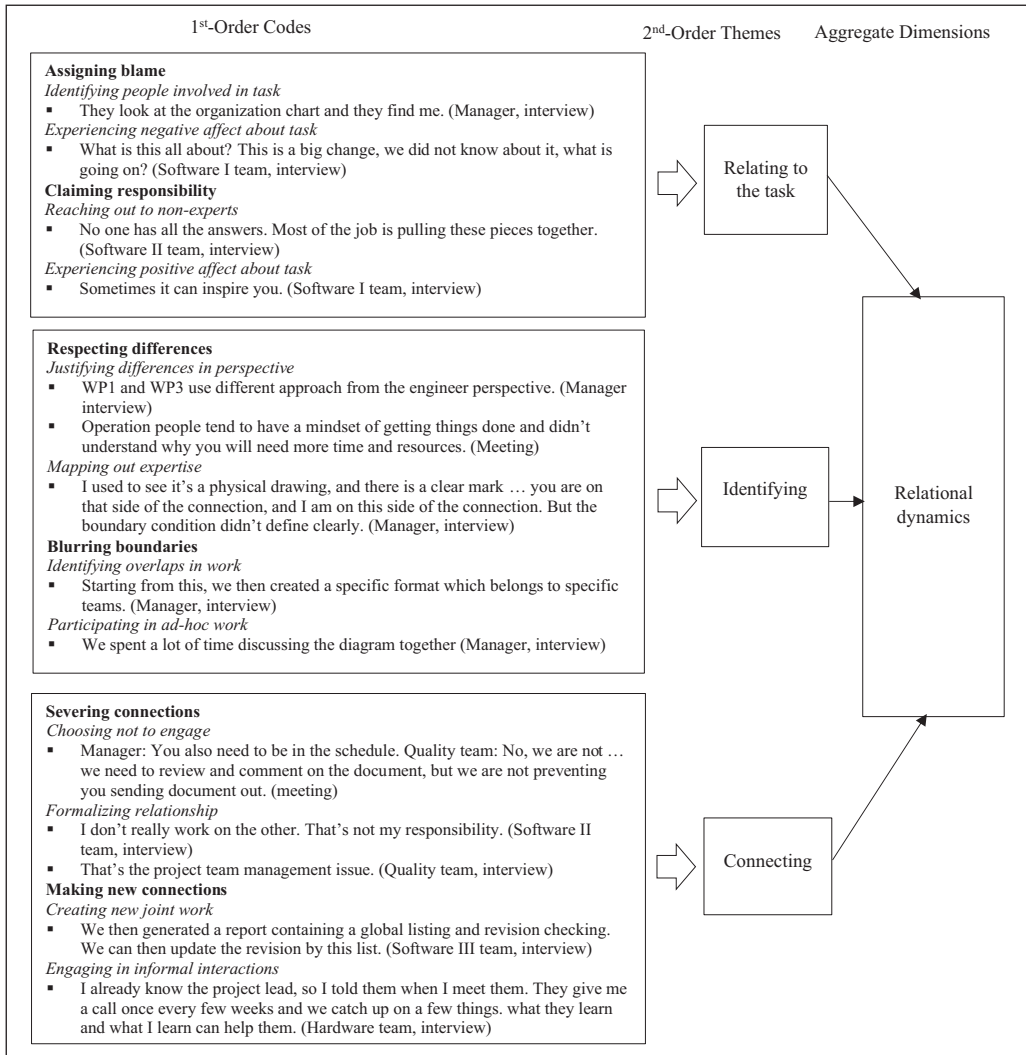 1st-Order Codes
2nd-Order Themes
Aggregate Dimensions
Assigning blame
Identifying people involved in task
▪ They look at the organization chart and they find me. (Manager, interview)
Experiencing negative affect about task
▪ What is this all about? This is a big change, we did not know about it, what is
going on? (Software I team, interview)
Claiming responsibility
Reaching out to non-experts
▪ No one has all the answers. Most of the job is pulling these pieces together.
(Software II team, interview)
Experiencing positive affect about task
▪ Sometimes it can inspire you. (Software I team, interview)
Relating to
the task
Respecting differences
Justifying differences in perspective
▪ WP1 and WP3 use different approach from the engineer perspective. (Manager
interview)
▪ Operation people tend to have a mindset of getting things done and didn’t
understand why you will need more time and resources. (Meeting)
Mapping out expertise
▪ I used to see it’s a physical drawing, and there is a clear mark … you are on
that side of the connection, and I am on this side of the connection. But the
boundary condition didn’t define clearly. (Manager, interview)
Blurring boundaries
Identifying overlaps in work
▪ Starting from this, we then created a specific format which belongs to specific
teams. (Manager, interview)
Participating in ad-hoc work
▪ We spent a lot of time discussing the diagram together (Manager, interview)
Identifying
Relational
dynamics
Severing connections
Choosing not to engage
▪ Manager: You also need to be in the schedule. Quality team: No, we are not …
we need to review and comment on the document, but we are not preventing
you sending document out. (meeting)
Formalizing relationship
▪ I don’t really work on the other. That’s not my responsibility. (Software II
team, interview)
▪ That’s the project team management issue. (Quality team, interview)
Making new connections
Creating new joint work
▪ We then generated a report containing a global listing and revision checking.
We can then update the revision by this list. (Software III team, interview)
Engaging in informal interactions
▪ I already know the project lead, so I told them when I meet them. They give me
a call once every few weeks and we catch up on a few things. what they learn
and what I learn can help them. (Hardware team, interview)
Connecting